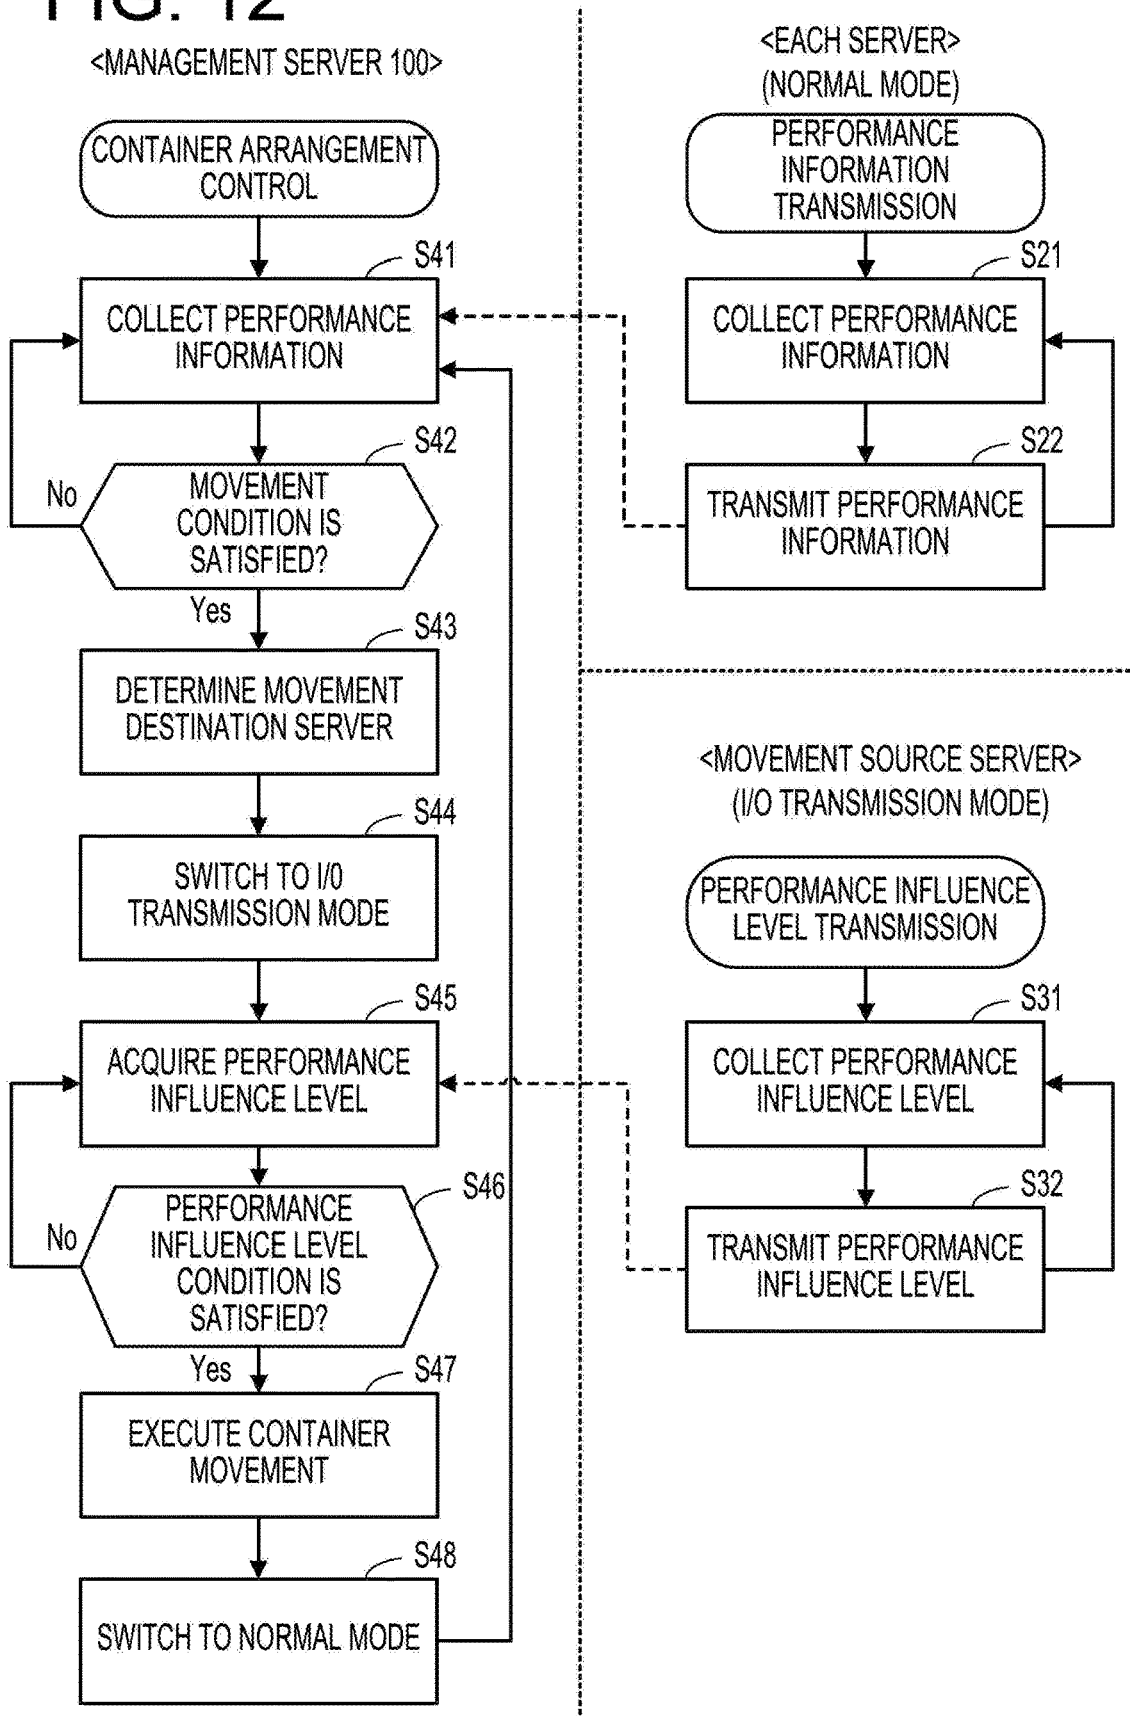 FIG. 12
<MANAGEMENT SERVER 100>
CONTAINER ARRANGEMENT
CONTROL
S41
COLLECT PERFORMANCE
INFORMATION
S42
No
MOVEMENT
CONDITION IS
SATISFIED?
Yes
S43
DETERMINE MOVEMENT
DESTINATION SERVER
S44
SWITCH TO I/0
TRANSMISSION MODE
S45
ACQUIRE PERFORMANCE
INFLUENCE LEVEL
S46
No
PERFORMANCE
INFLUENCE LEVEL
CONDITION IS
SATISFIED?
Yes
S47
EXECUTE CONTAINER
MOVEMENT
S48
SWITCH TO NORMAL MODE
<EACH SERVER>
(NORMAL MODE)
PERFORMANCE
INFORMATION
TRANSMISSION
S21
COLLECT PERFORMANCE
INFORMATION
S22
TRANSMIT PERFORMANCE
INFORMATION
<MOVEMENT SOURCE SERVER>
(I/O TRANSMISSION MODE)
PERFORMANCE INFLUENCE
LEVEL TRANSMISSION
S31
COLLECT PERFORMANCE
INFLUENCE LEVEL
S32
TRANSMIT PERFORMANCE
INFLUENCE LEVEL